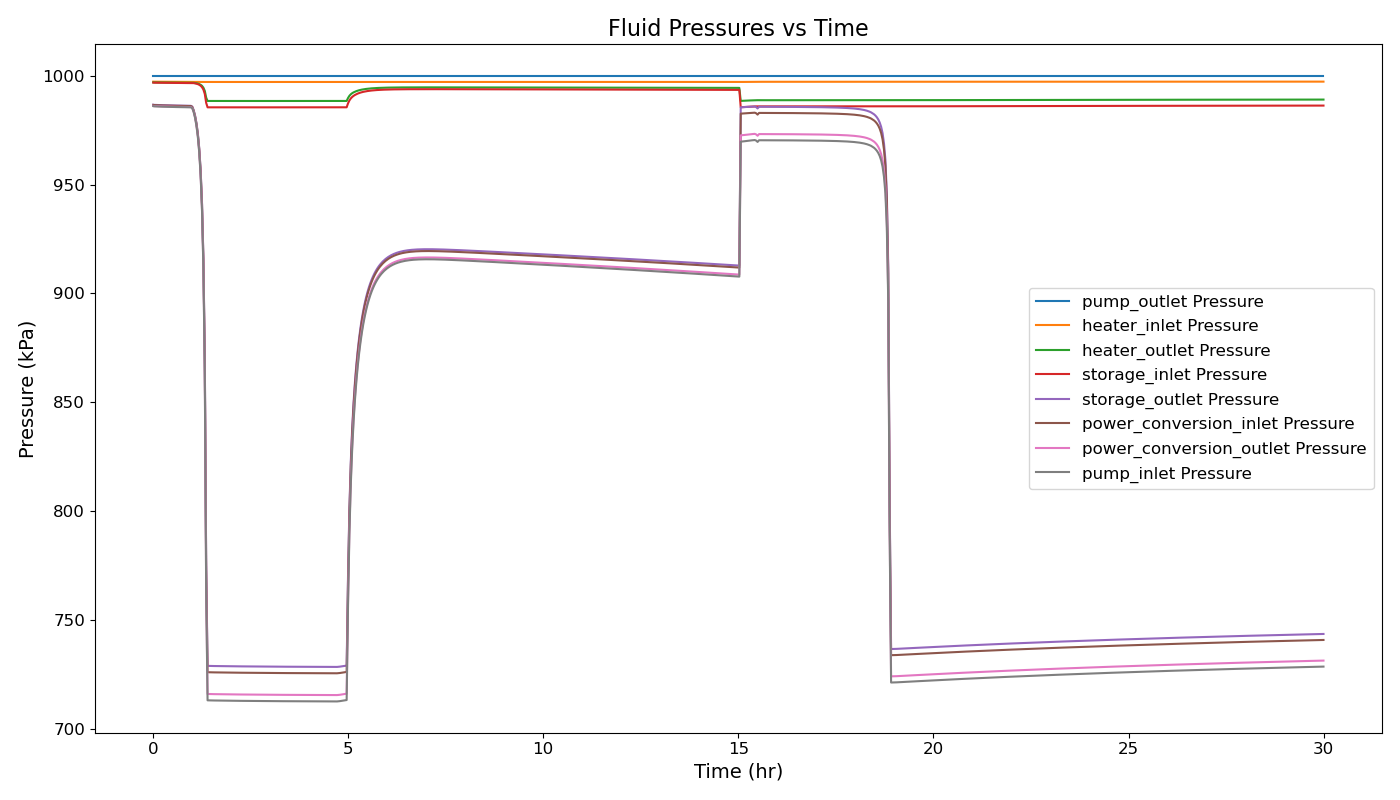 Fluid Pressures vs Time
Pressure (kPa)
1000
950
900
850
800
750
700
pump_outlet Pressure
heater_inlet Pressure
heater_outlet Pressure
storage_inlet Pressure
storage_outlet Pressure
power_conversion_inlet Pressure
power_conversion_outlet Pressure
pump_inlet Pressure
0 5 10 15 20 25 30
Time (hr)